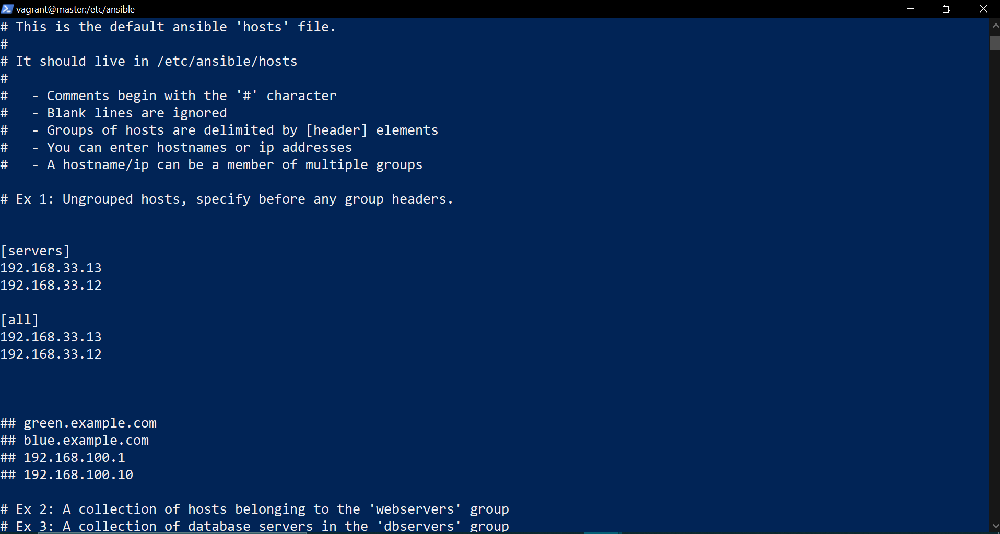 vagrant@master:/etc/ansible
# This is the default ansible 'hosts' file.
#
# It should live in /etc/ansible/hosts
#
#   - Comments begin with the '#' character
#   - Blank lines are ignored
#   - Groups of hosts are delimited by [header] elements
#   - You can enter hostnames or ip addresses
#   - A hostname/ip can be a member of multiple groups
# Ex 1: Ungrouped hosts, specify before any group headers.
[servers]
192.168.33.13
192.168.33.12
[all]
192.168.33.13
192.168.33.12
## green.example.com
## blue.example.com
## 192.168.100.1
## 192.168.100.10
# Ex 2: A collection of hosts belonging to the 'webservers' group
# Ex 3: A collection of database servers in the 'dbservers' group